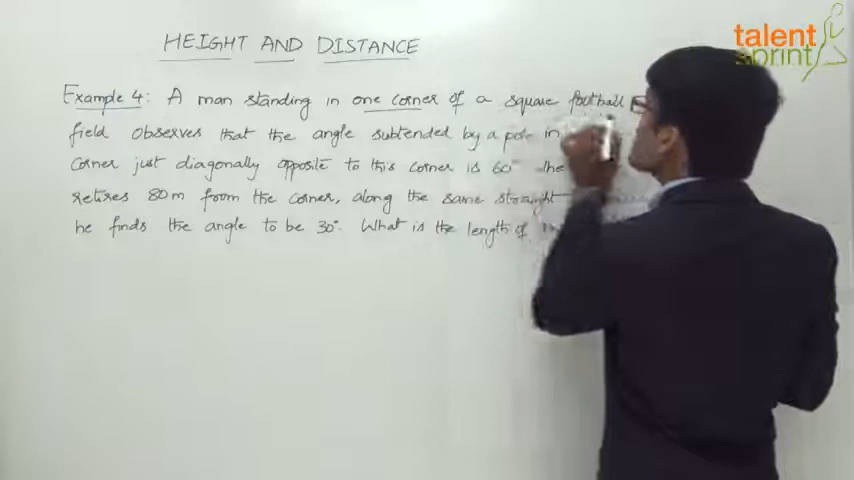 talent
sprint
HEIGHT AND DISTANCE
Example 4: A man standing in one corner of a square football
field observes that the angle subtended by a pole in
corner just diagonally opposite to this corner is 60° the
retires 80m from the corner, along the same straight
he finds the angle to be 30°. What is the length of